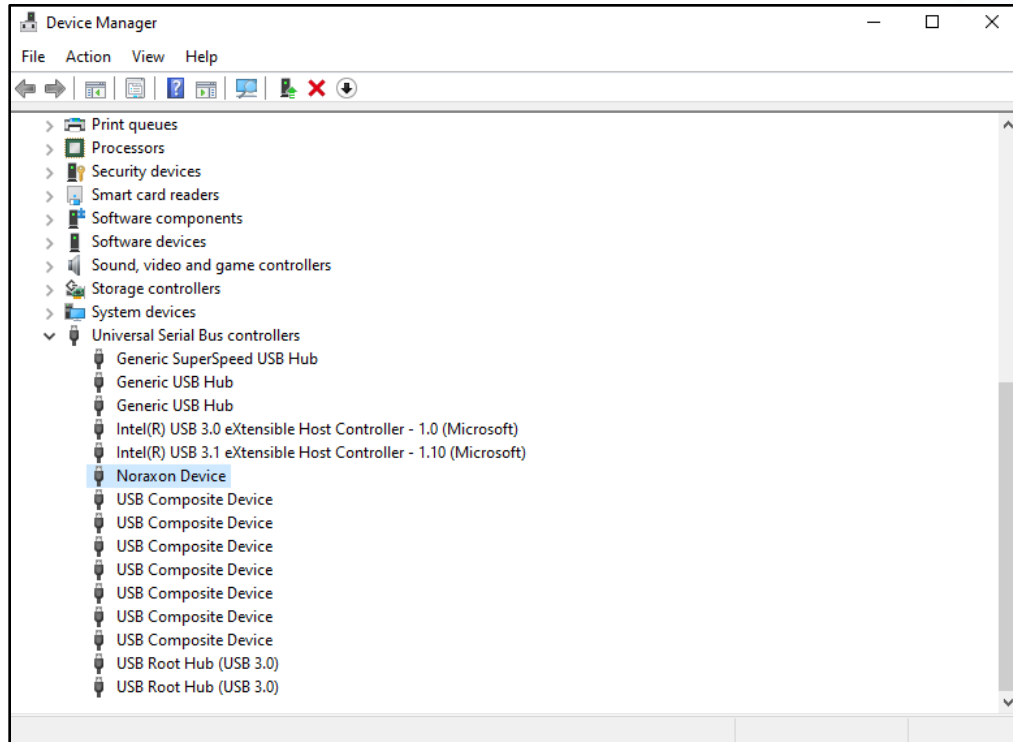 Device Manager
File Action View Help
Print queues
Processors
Security devices
Smart card readers
Software components
Software devices
Sound, video and game controllers
Storage controllers
System devices
Universal Serial Bus controllers
Generic SuperSpeed USB Hub
Generic USB Hub
Generic USB Hub
Intel(R) USB 3.0 eXtensible Host Controller - 1.0 (Microsoft)
Intel(R) USB 3.1 eXtensible Host Controller - 1.10 (Microsoft)
Noraxon Device
USB Composite Device
USB Composite Device
USB Composite Device
USB Composite Device
USB Composite Device
USB Composite Device
USB Composite Device
USB Root Hub (USB 3.0)
USB Root Hub (USB 3.0)